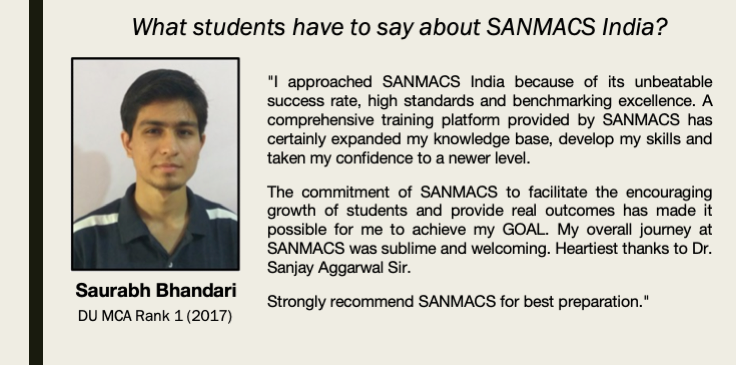 What students have to say about SANMACS India?
"I approached SANMACS India because of its unbeatable
success rate, high standards and benchmarking excellence. A
comprehensive training platform provided by SANMACS has
certainly expanded my knowledge base, develop my skills and
taken my confidence to a newer level.
The commitment of SANMACS to facilitate the encouraging
growth of students and provide real outcomes has made it
possible for me to achieve my GOAL. My overall journey at
SANMACS was sublime and welcoming. Heartiest thanks to Dr.
Sanjay Aggarwal Sir.
Strongly recommend SANMACS for best preparation."
Saurabh Bhandari
DU MCA Rank 1 (2017)